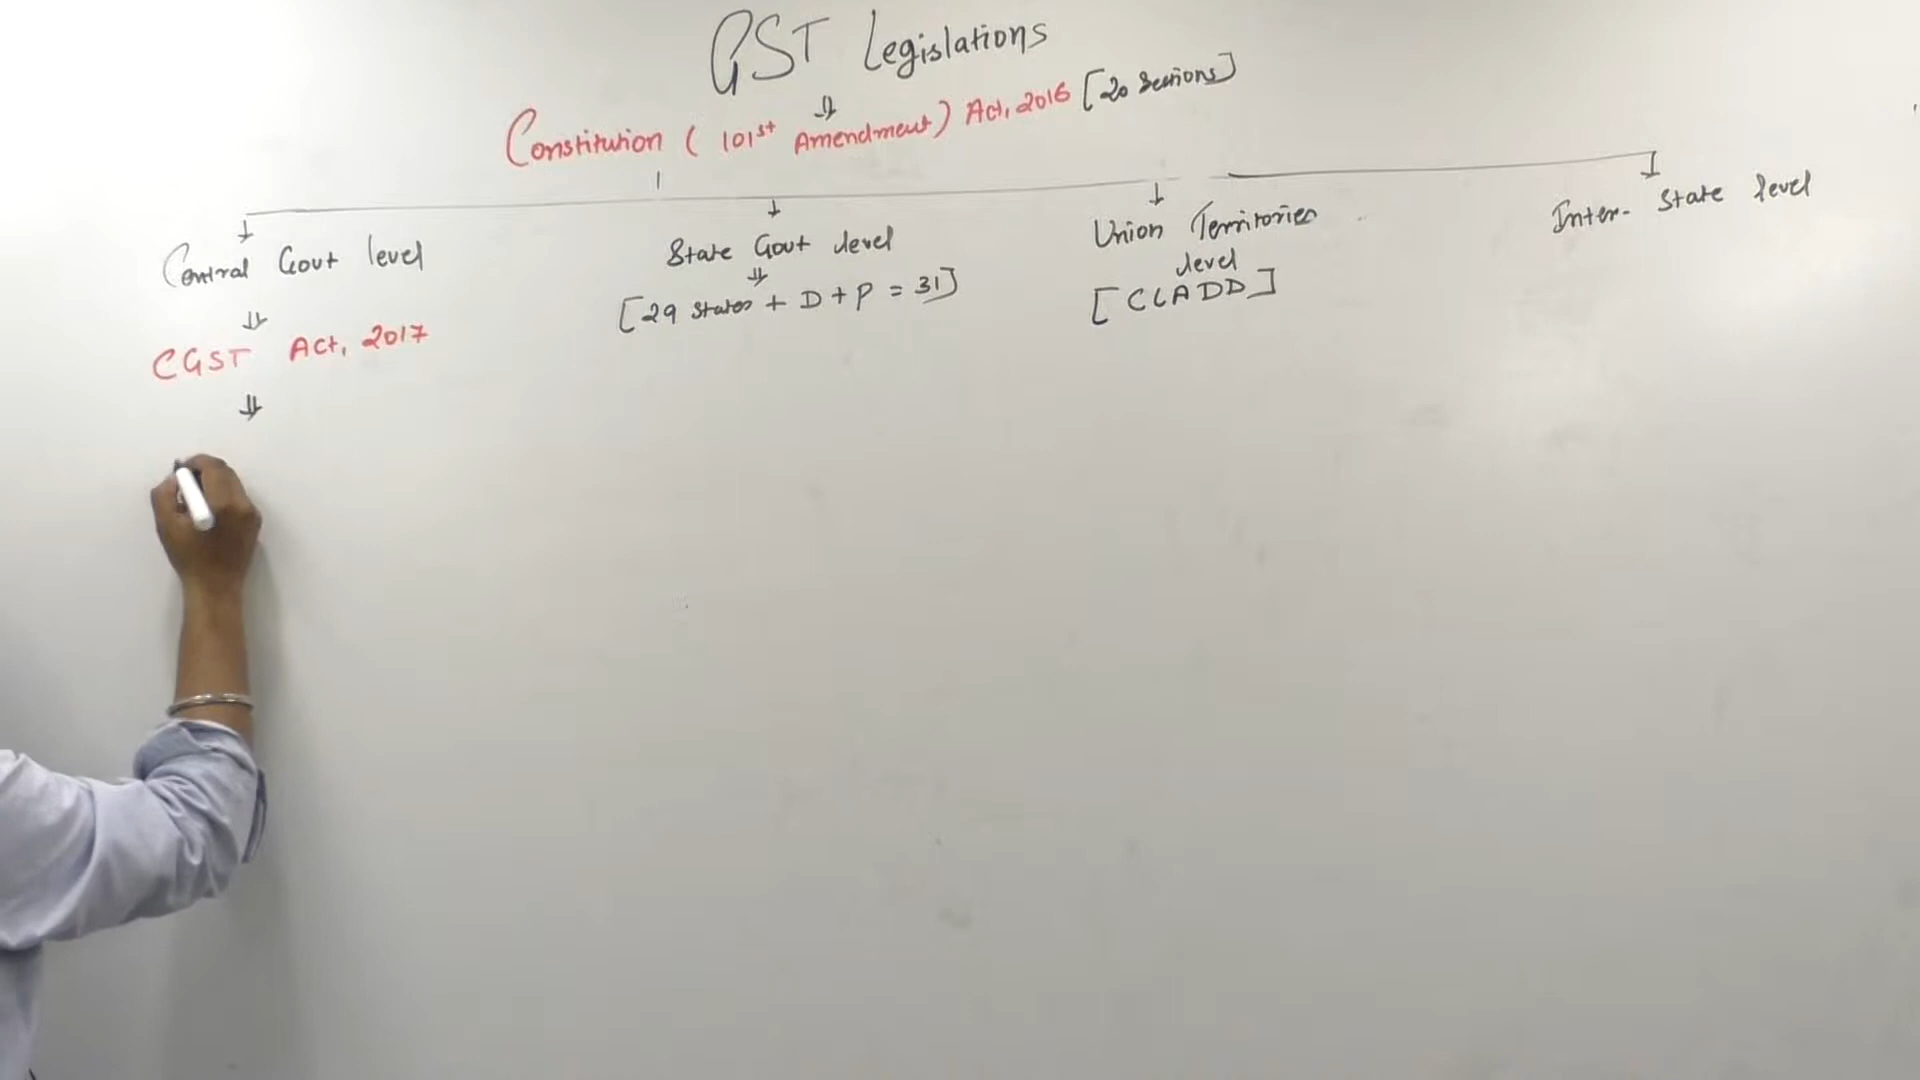 GST Legislations
Constitution (101st Amendment) Act, 2016 [20 Sections]
Central Govt level
CGST Act, 2017
State Govt level
[29 States + D + P = 31]
Union Territories
level
[CLADD]
Inter-State level